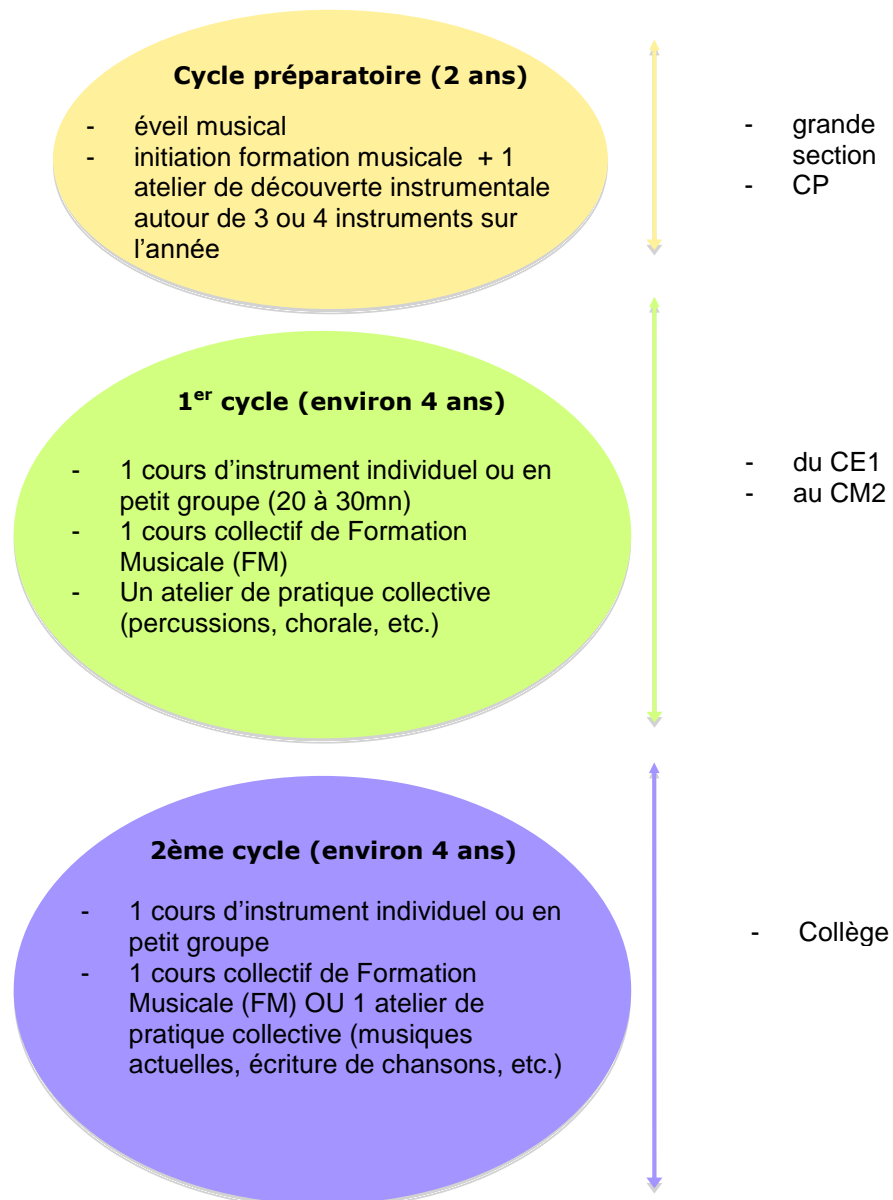 Cycle préparatoire (2 ans)
- éveil musical
- initiation formation musicale + 1
atelier de découverte instrumentale
autour de 3 ou 4 instruments sur
l’année
- grande
section
- CP
1er cycle (environ 4 ans)
- 1 cours d’instrument individuel ou en
petit groupe (20 à 30mn)
- 1 cours collectif de Formation
Musicale (FM)
- Un atelier de pratique collective
(percussions, chorale, etc.)
- du CE1
- au CM2
2ème cycle (environ 4 ans)
- 1 cours d’instrument individuel ou en
petit groupe
- 1 cours collectif de Formation
Musicale (FM) OU 1 atelier de
pratique collective (musiques
actuelles, écriture de chansons, etc.)
- Collège